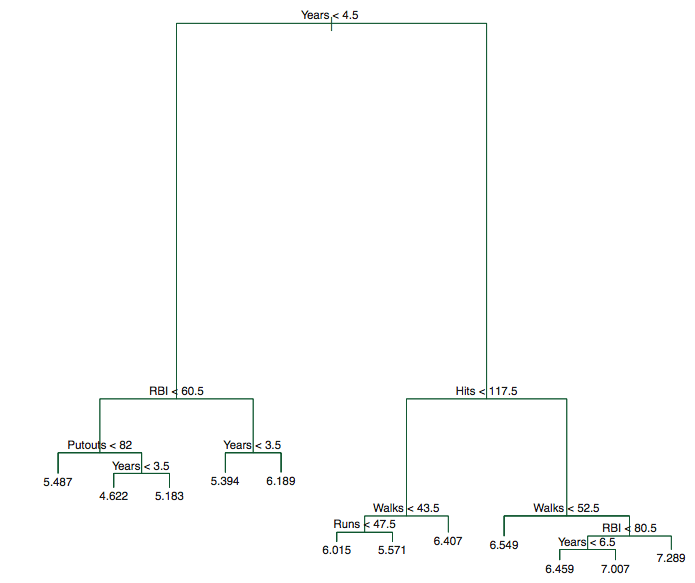 Years < 4.5
RBI < 60.5
Hits < 117.5
Putouts < 82
Years < 3.5
Years < 3.5
5.487
4.622
5.183
5.394
6.189
Walks < 43.5
Walks < 52.5
Runs < 47.5
RBI < 80.5
Years < 6.5
6.015
5.571
6.407
6.549
6.459
7.007
7.289